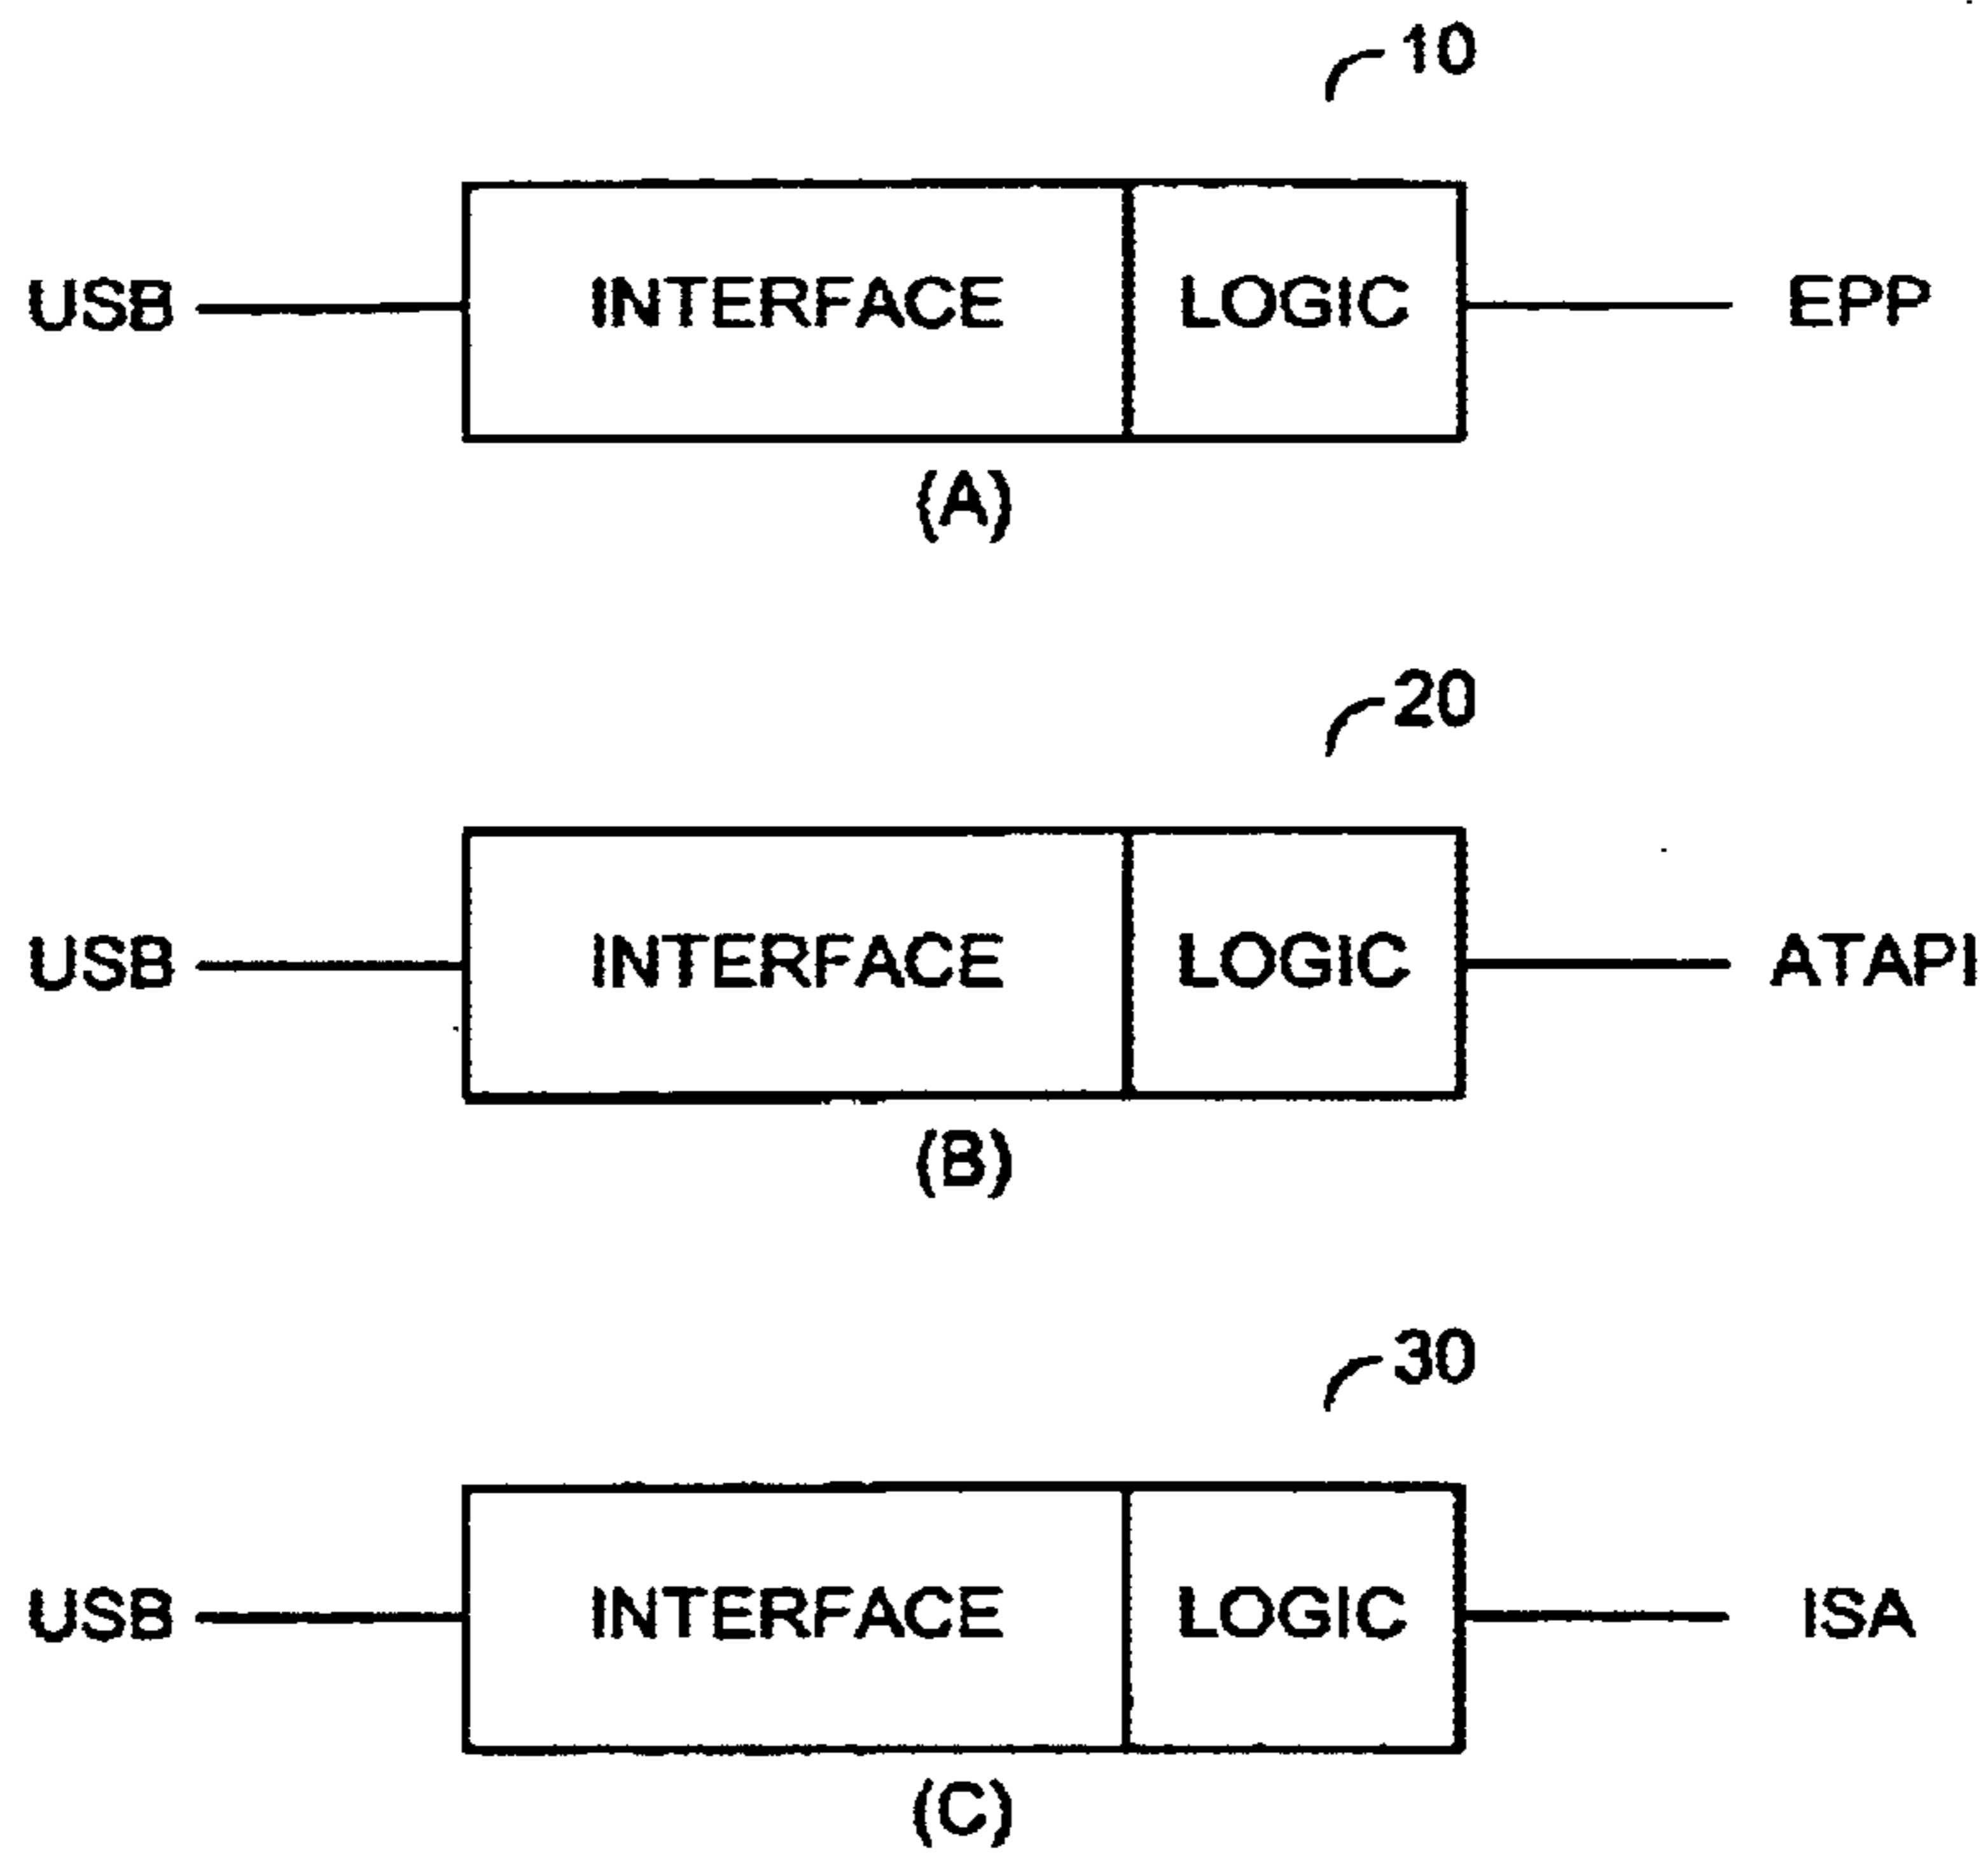 10
USB INTERFACE LOGIC EPP
(A)
20
USB INTERFACE LOGIC ATAPI
(B)
30
USB INTERFACE LOGIC ISA
(C)